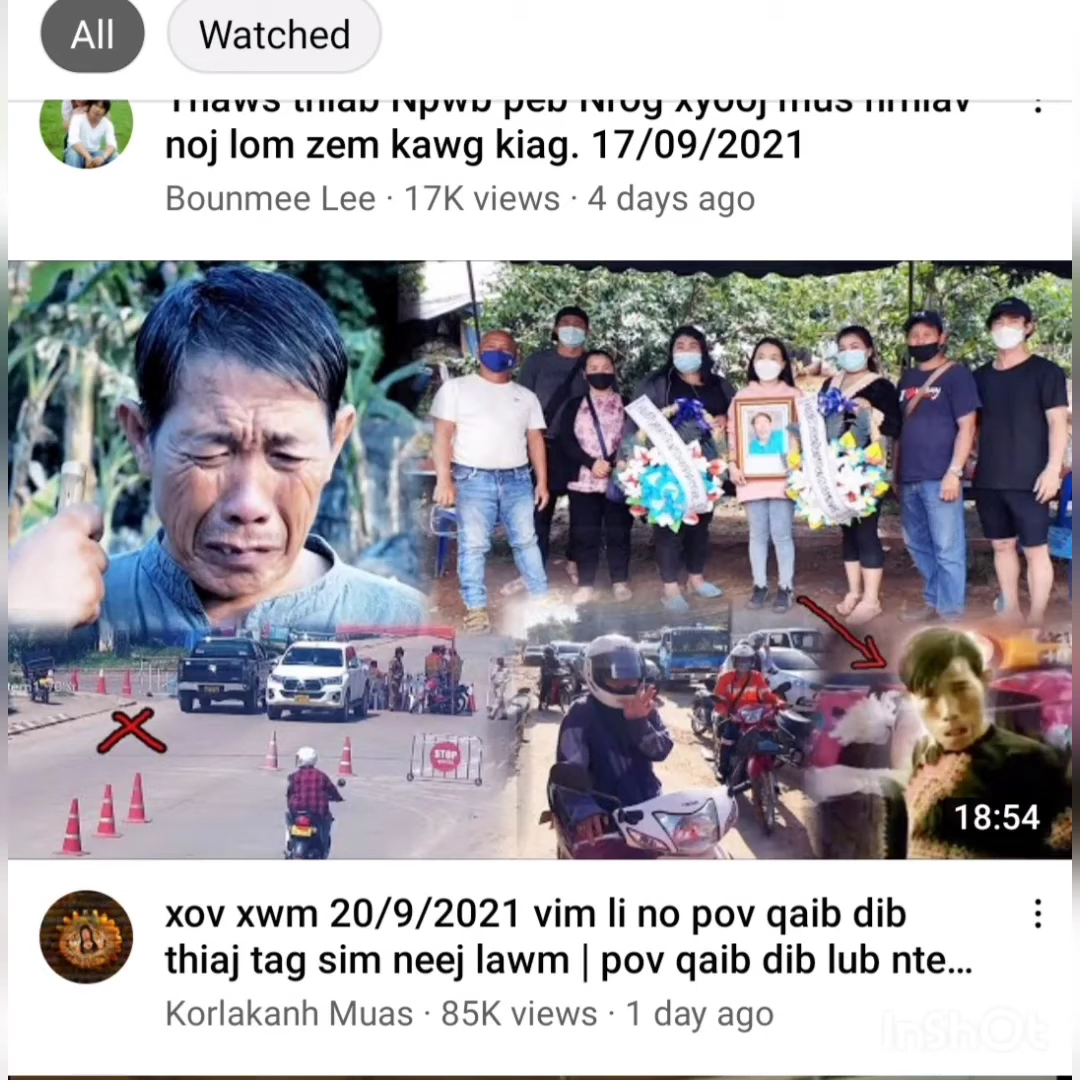 All
Watched
noj lom zem kawg kiag. 17/09/2021
Bounmee Lee · 17K views · 4 days ago
STOP
18:54
xov xwm 20/9/2021 vim li no pov qaib dib
thiaj tag sim neej lawm | pov qaib dib lub nte...
Korlakanh Muas · 85K views · 1 day ago
InShOt